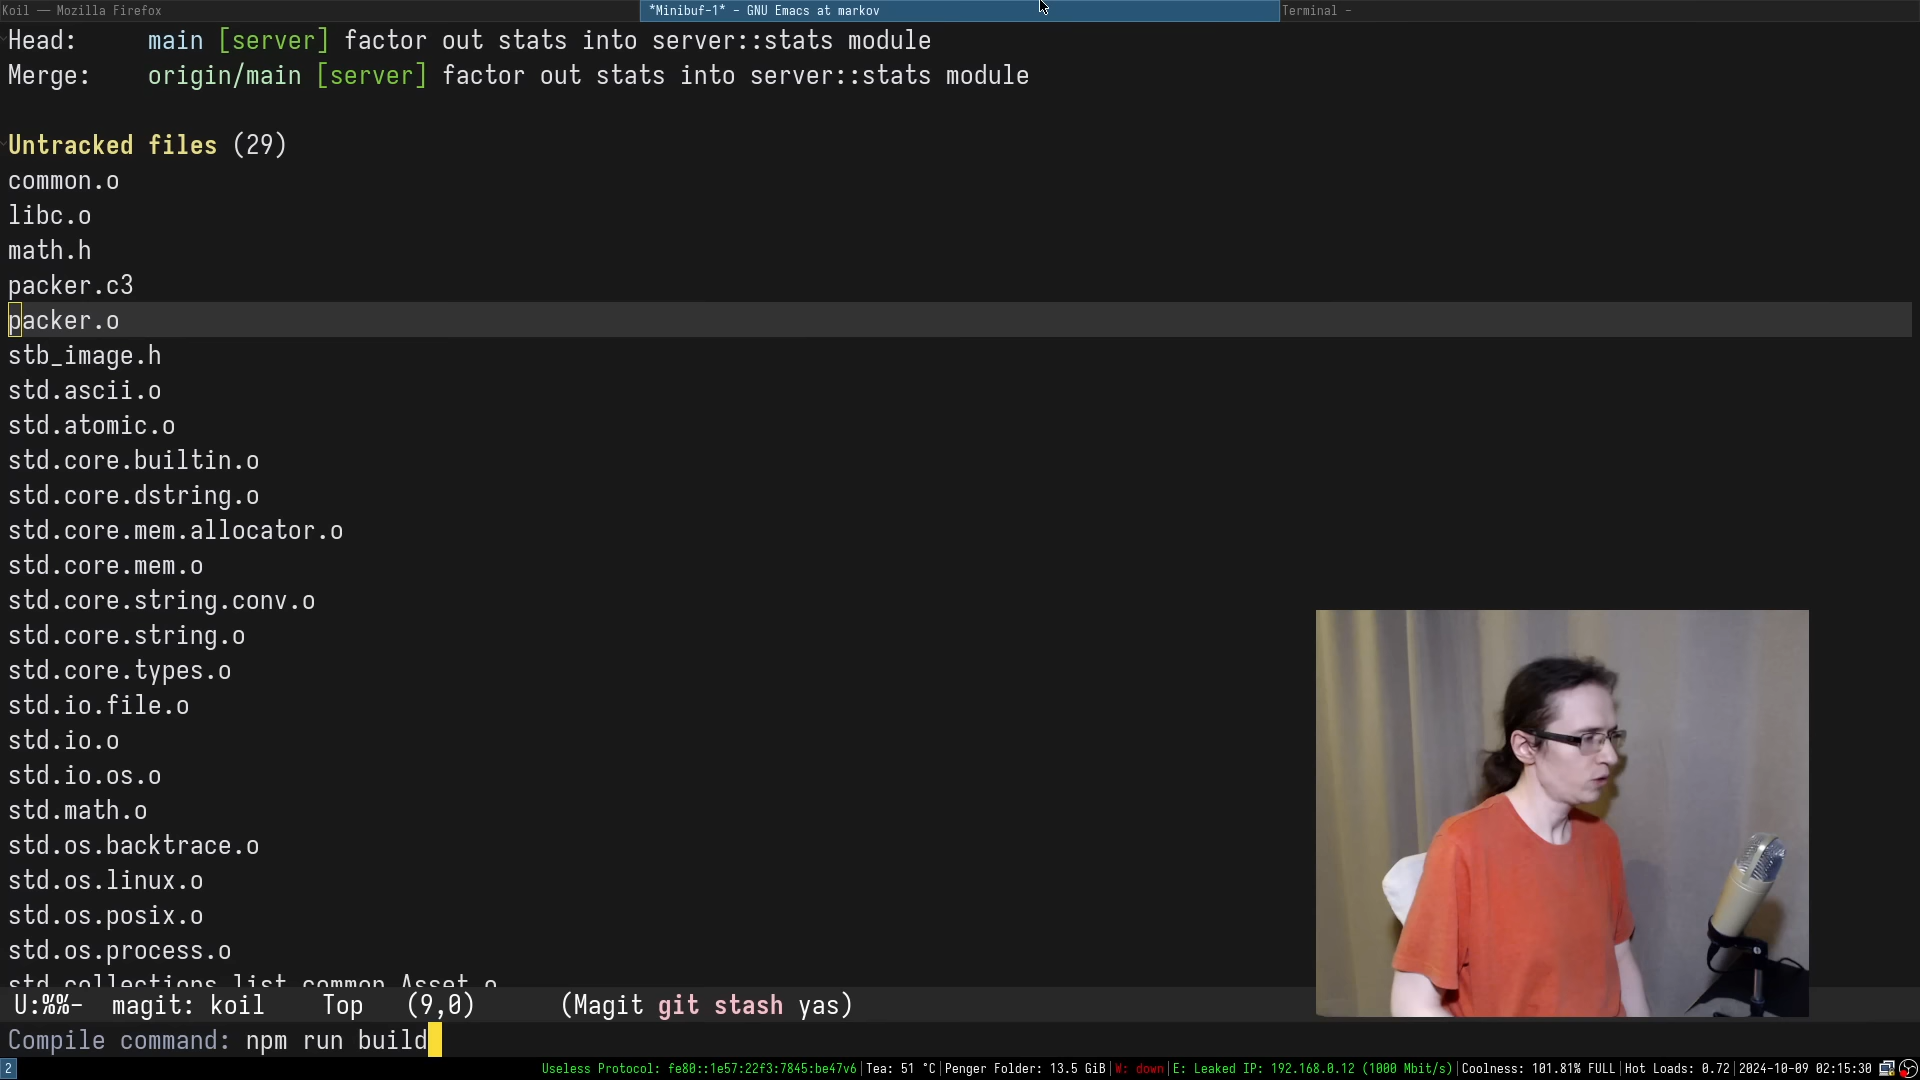 Koil — Mozilla Firefox
*Minibuf-1* - GNU Emacs at markov
Terminal -
Head:     main [server] factor out stats into server::stats module
Merge:    origin/main [server] factor out stats into server::stats module
Untracked files (29)
common.o
libc.o
math.h
packer.c3
packer.o
stb_image.h
std.ascii.o
std.atomic.o
std.core.builtin.o
std.core.dstring.o
std.core.mem.allocator.o
std.core.mem.o
std.core.string.conv.o
std.core.string.o
std.core.types.o
std.io.file.o
std.io.o
std.io.os.o
std.math.o
std.os.backtrace.o
std.os.linux.o
std.os.posix.o
std.os.process.o
std.collections.list.common.Asset.o
U:%%-  magit: koil    Top   (9,0)      (Magit git stash yas)
Compile command: npm run build
2
Useless Protocol: fe80::1e57:22f3:7845:be47v6|Tea: 51 °C|Penger Folder: 13.5 GiB|W: down|E: Leaked IP: 192.168.0.12 (1000 Mbit/s)|Coolness: 101.81% FULL|Hot Loads: 0.72|2024-10-09 02:15:30